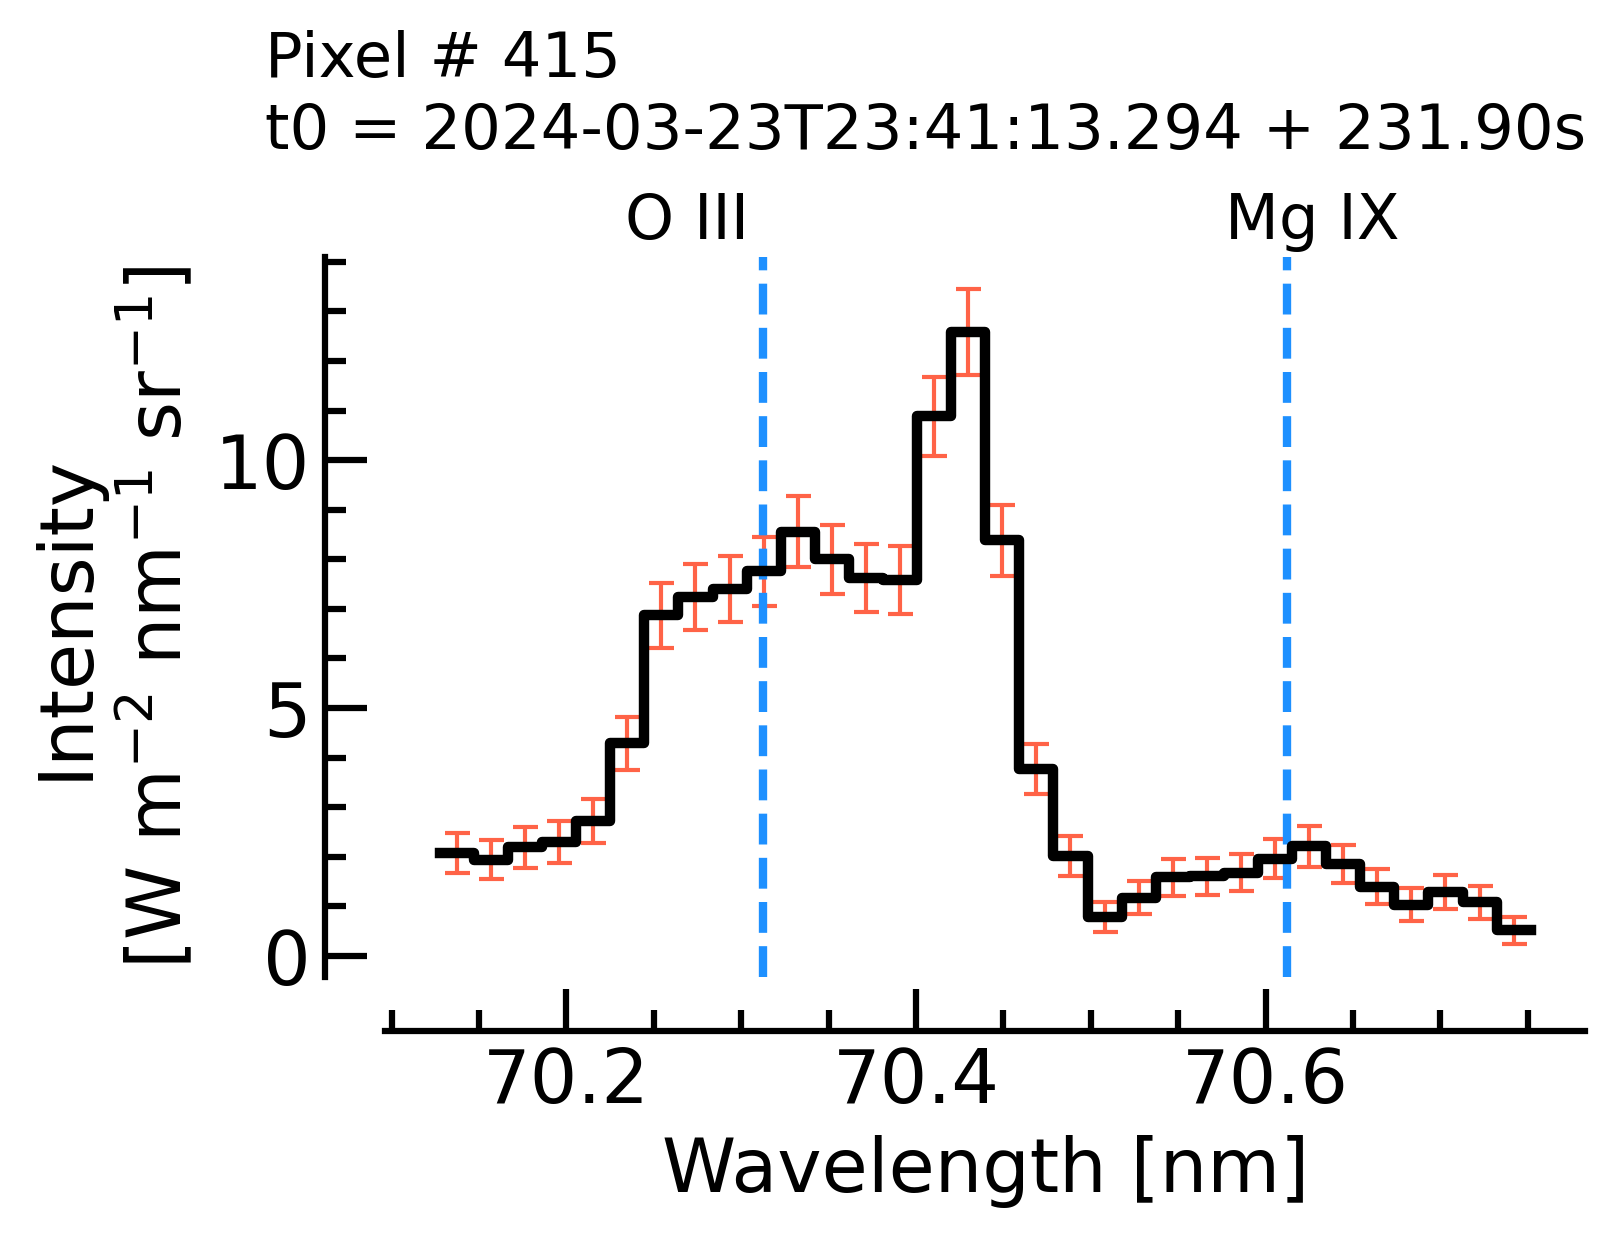 Pixel # 415
t0 = 2024-03-23T23:41:13.294 + 231.90s
O III
Mg IX
Intensity
[W m⁻² nm⁻¹ sr⁻¹]
10
5
0
70.2
70.4
70.6
Wavelength [nm]